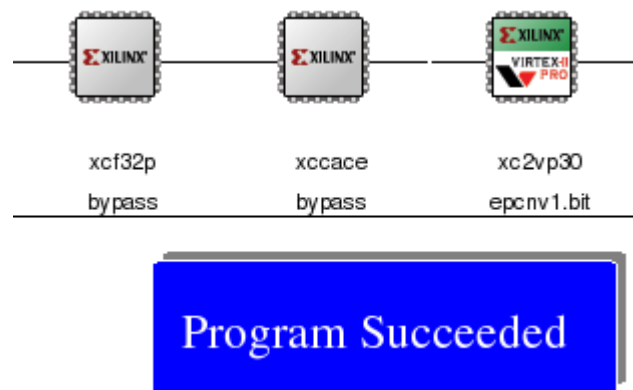 XILINX XILINX XILINX
VIRTEX-II
PRO
xcf32p xccace xc2vp30
bypass bypass epcnv1.bit
Program Succeeded